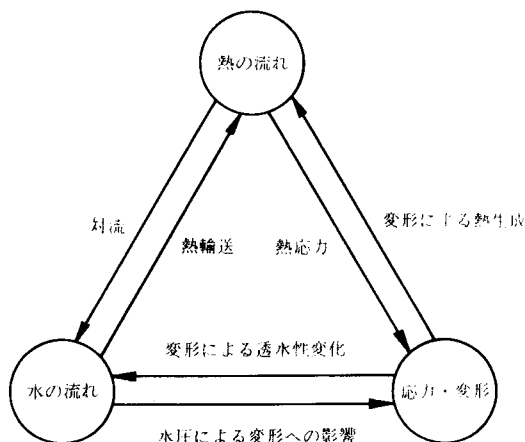 熱の流れ
対流
熱輸送
熱応力
変形による熱生成
変形による透水性変化
水の流れ
応力・変形
水圧による変形への影響